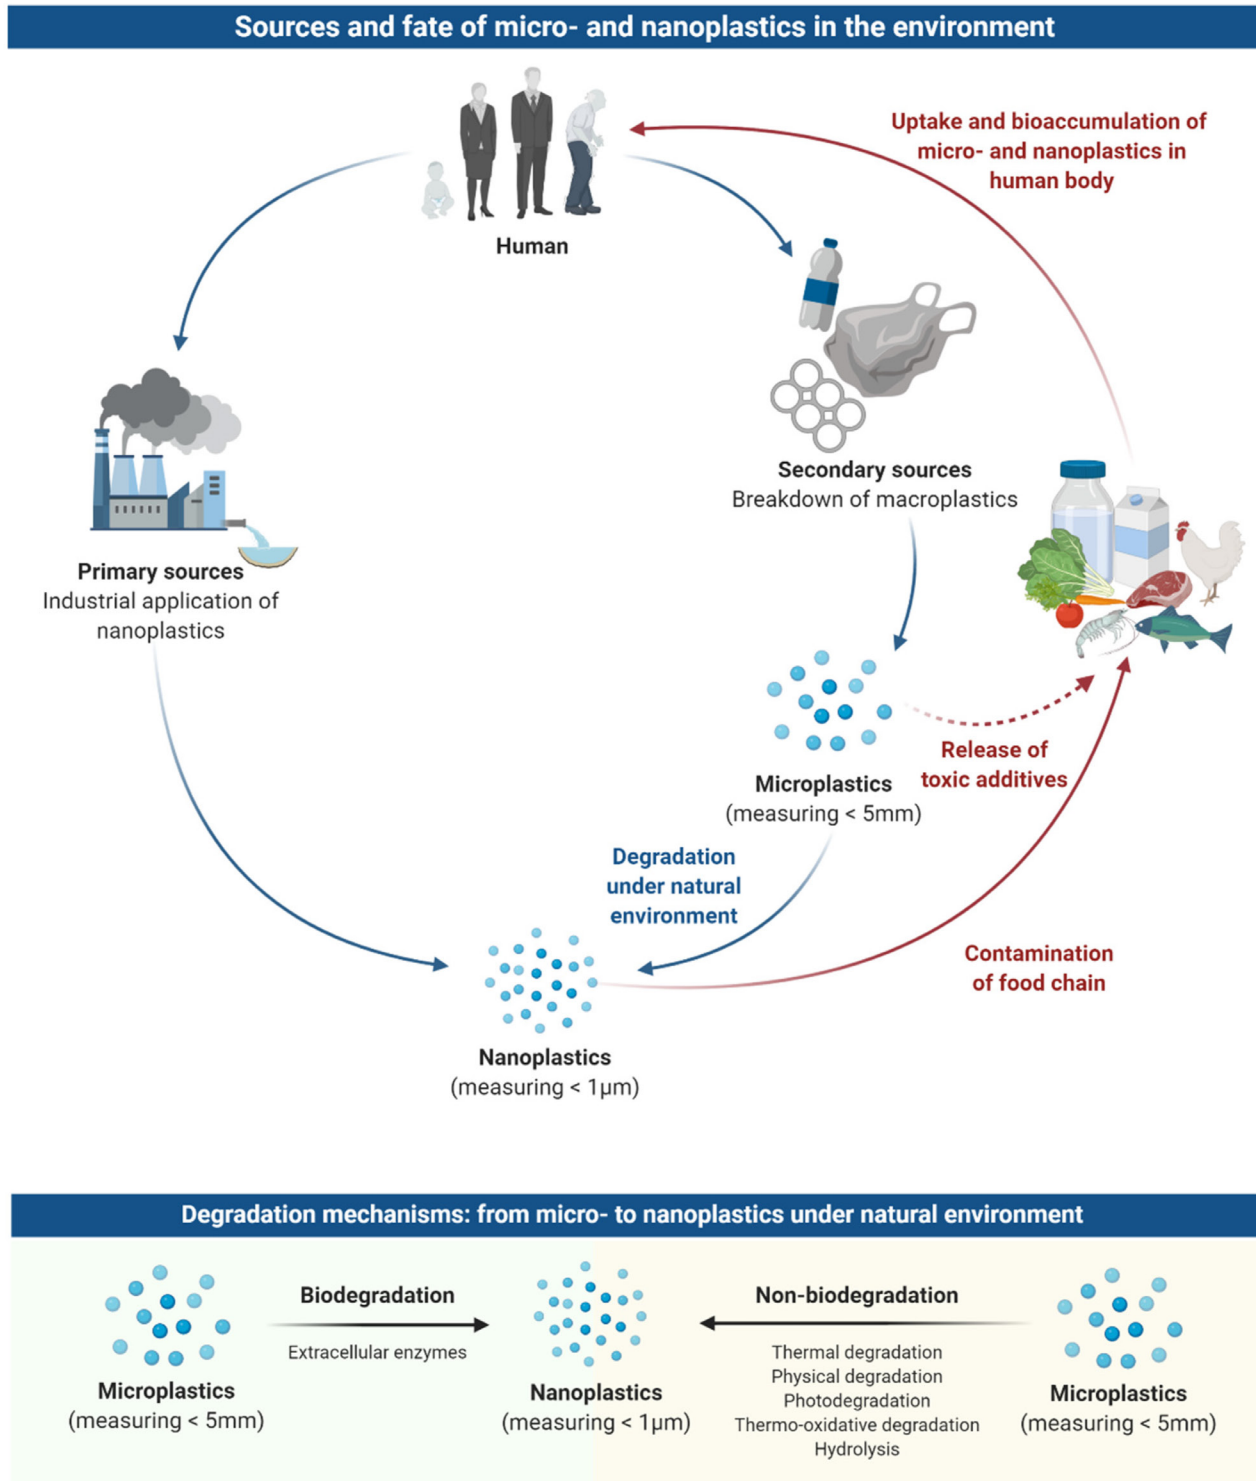 Sources and fate of micro- and nanoplastics in the environment
Uptake and bioaccumulation of
micro- and nanoplastics in
human body
Human
Secondary sources
Breakdown of macroplastics
Primary sources
Industrial application of
nanoplastics
Release of
toxic additives
Microplastics
(measuring < 5mm)
Degradation
under natural
environment
Contamination
of food chain
Nanoplastics
(measuring < 1µm)
Degradation mechanisms: from micro- to nanoplastics under natural environment
Biodegradation
Extracellular enzymes
Non-biodegradation
Thermal degradation
Physical degradation
Photodegradation
Thermo-oxidative degradation
Hydrolysis
Microplastics
(measuring < 5mm)
Nanoplastics
(measuring < 1µm)
Microplastics
(measuring < 5mm)